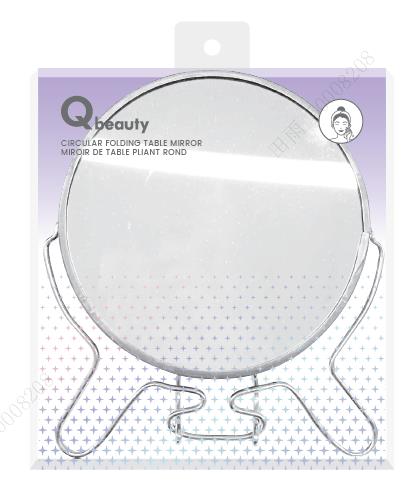 Q beauty
CIRCULAR FOLDING TABLE MIRROR
MIROIR DE TABLE PLIANT ROND